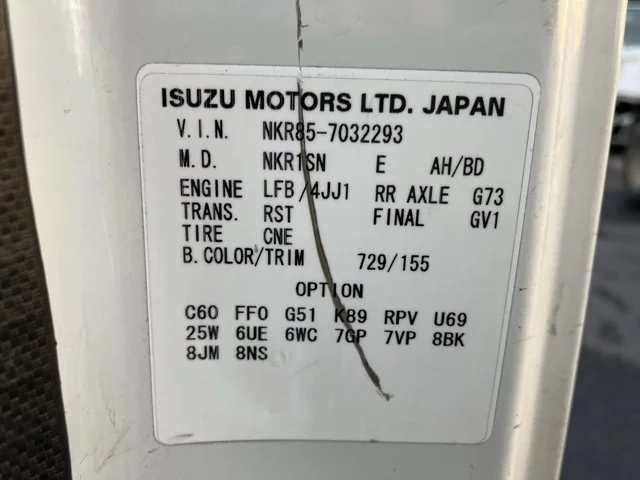 ISUZU MOTORS LTD. JAPAN
V.I.N. NKR85-7032293
M.D. NKR1SN E AH/BD
ENGINE LFB/4JJ1 RR AXLE G73
TRANS. RST FINAL GV1
TIRE CNE
B.COLOR/TRIM 729/155
OPTION
C60 FFO G51 K89 RPV U69
25W 6UE 6WC 7GP 7VP 8BK
8JM 8NS